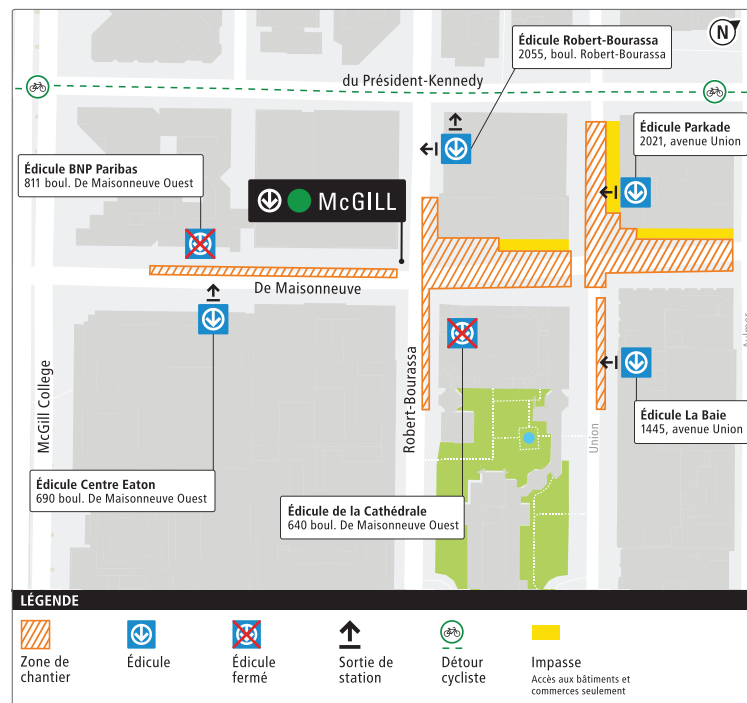 N
Édicule Robert-Bourassa
2055, boul. Robert-Bourassa
du Président-Kennedy
Édicule Parkade
2021, avenue Union
Édicule BNP Paribas
811 boul. De Maisonneuve Ouest
McGILL
De Maisonneuve
McGill College
Robert-Bourassa
Union
Aylmer
Édicule La Baie
1445, avenue Union
Édicule Centre Eaton
690 boul. De Maisonneuve Ouest
Édicule de la Cathédrale
640 boul. De Maisonneuve Ouest
LÉGENDE
Zone de
chantier
Édicule
Édicule
fermé
Sortie de
station
Détour
cycliste
Impasse
Accès aux bâtiments et
commerces seulement